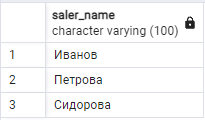 saler_name
character varying (100)
1 Иванов
2 Петрова
3 Сидорова